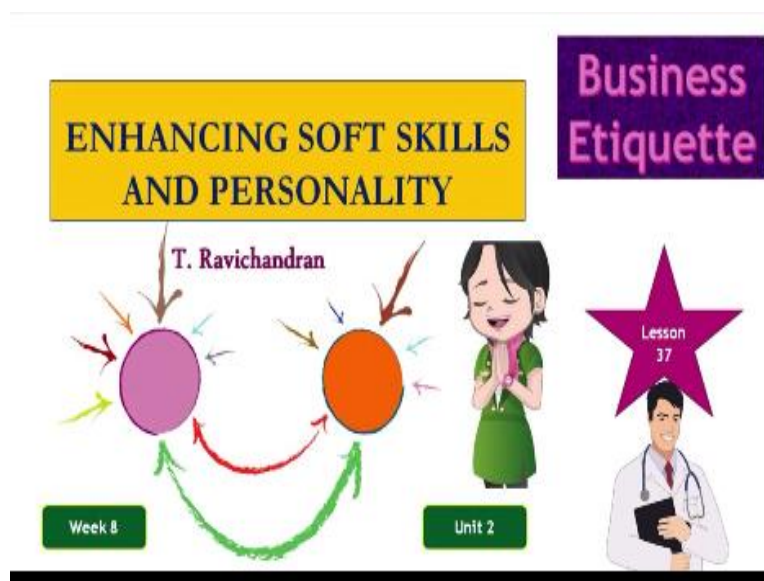 Business
Etiquette
ENHANCING SOFT SKILLS
AND PERSONALITY
T. Ravichandran
Lesson
37
Week 8
Unit 2